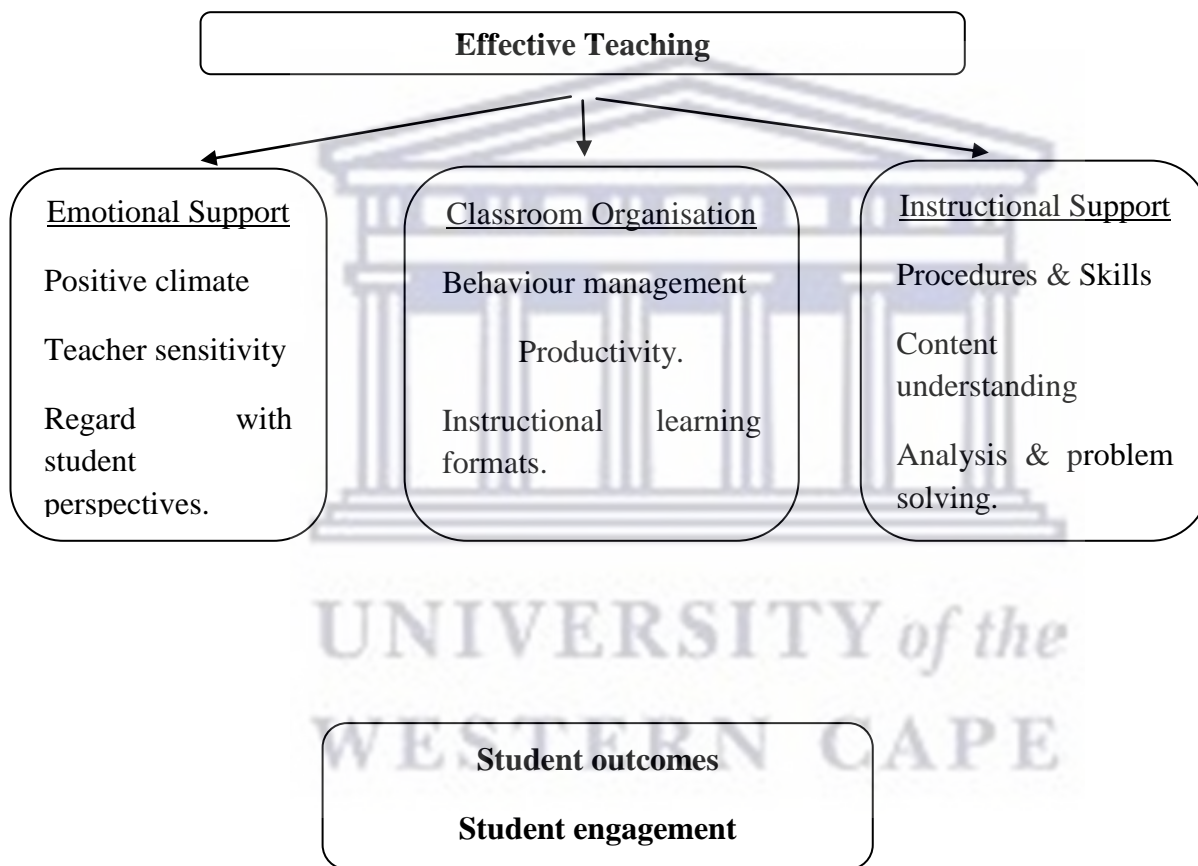 Effective Teaching
Emotional Support
Positive climate
Teacher sensitivity
Regard with
student
perspectives.
Classroom Organisation
Behaviour management
Productivity.
Instructional learning
formats.
Instructional Support
Procedures & Skills
Content
understanding
Analysis & problem
solving.
UNIVERSITY of the
WESTERN CAPE
Student outcomes
Student engagement